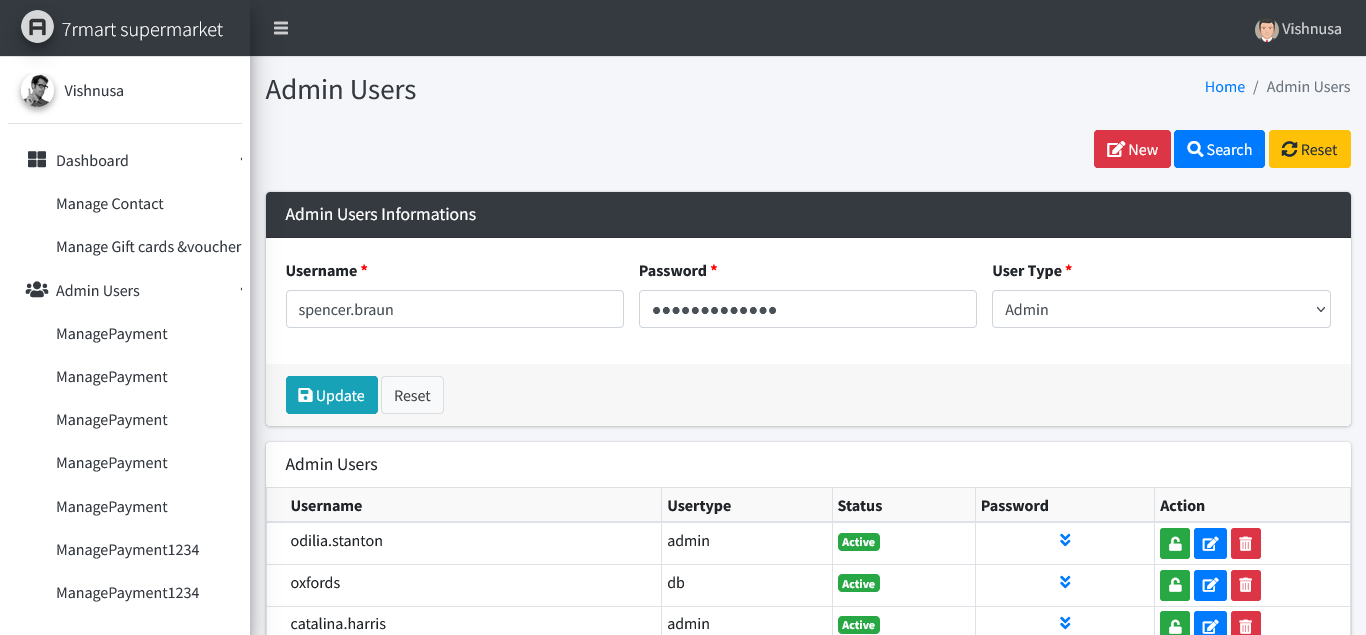 7rmart supermarket
Vishnusa
Vishnusa
Dashboard
Manage Contact
Manage Gift cards &voucher
Admin Users
ManagePayment
ManagePayment
ManagePayment
ManagePayment
ManagePayment
ManagePayment1234
ManagePayment1234
Admin Users
Home / Admin Users
New Search Reset
Admin Users Informations
Username * Password * User Type *
spencer.braun ●●●●●●●●●●●●● Admin
Update Reset
Admin Users
Username Usertype Status Password Action
odilia.stanton admin Active
oxfords db Active
catalina.harris admin Active